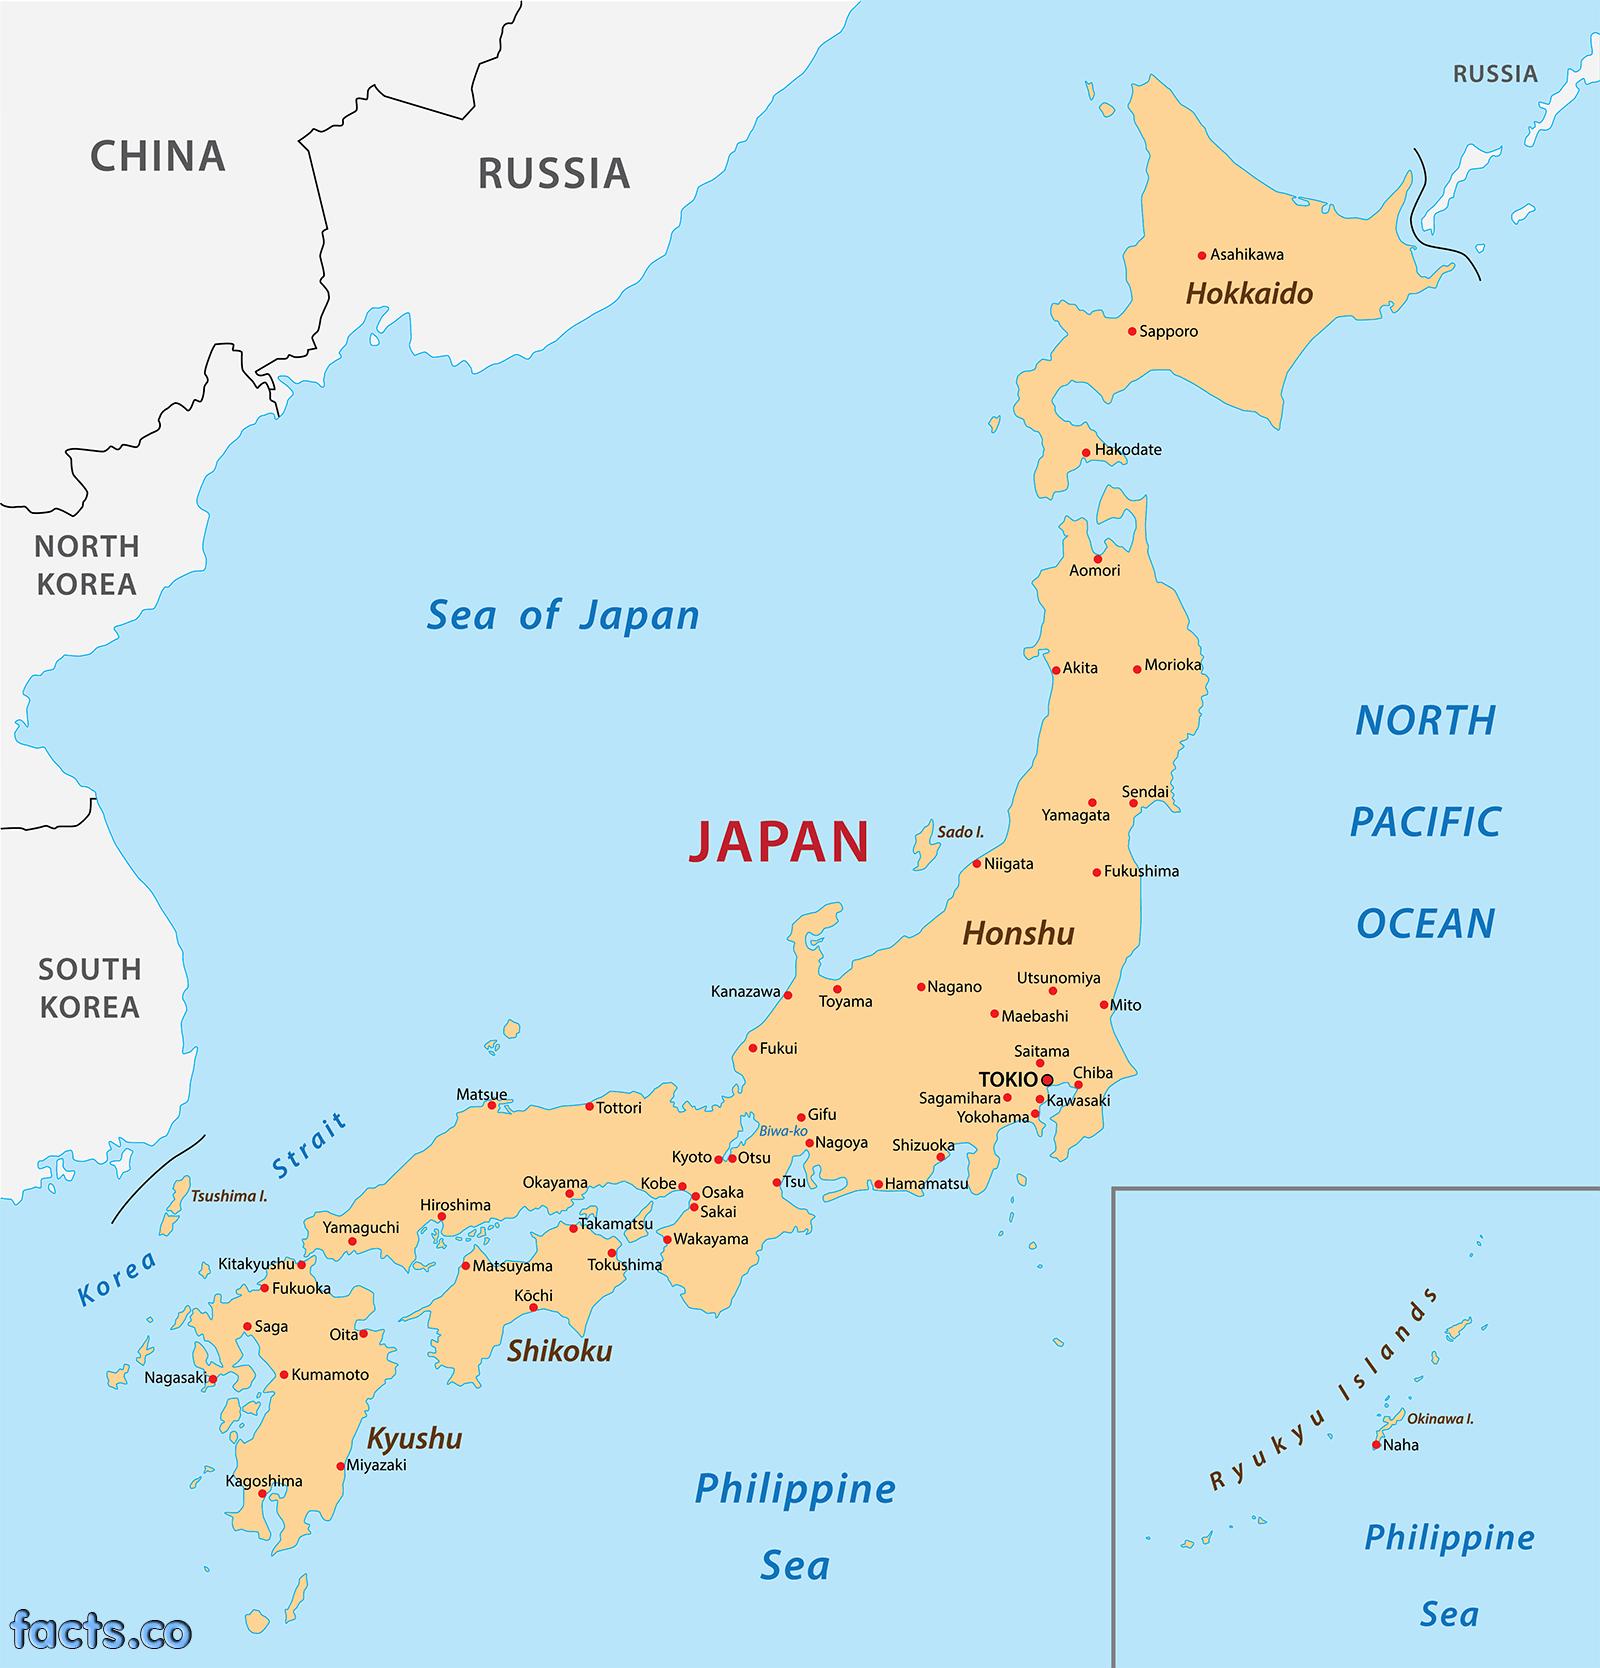 RUSSIA
CHINA
RUSSIA
Asahikawa
Hokkaido
Sapporo
Hakodate
NORTH
KOREA
Aomori
Sea of Japan
Akita
Morioka
NORTH
PACIFIC
OCEAN
Sendai
Yamagata
JAPAN
Sado I.
Niigata
Fukushima
Honshu
SOUTH
KOREA
Utsunomiya
Nagano
Kanazawa
Toyama
Mito
Maebashi
Fukui
Saitama
TOKIO
Chiba
Matsue
Tottori
Sagamihara
Kawasaki
Gifu
Yokohama
Biwa-ko
Nagoya
Shizuoka
Strait
Kyoto
Otsu
Okayama
Kobe
Tsu
Hamamatsu
Osaka
Tsushima I.
Hiroshima
Sakai
Yamaguchi
Takamatsu
Wakayama
Kitakyushu
Matsuyama
Tokushima
Korea
Fukuoka
Kōchi
Saga
Oita
Shikoku
Nagasaki
Kumamoto
Ryukyu Islands
Okinawa I.
Kyushu
Naha
Miyazaki
Kagoshima
Philippine
Sea
Philippine
Sea
facts.co